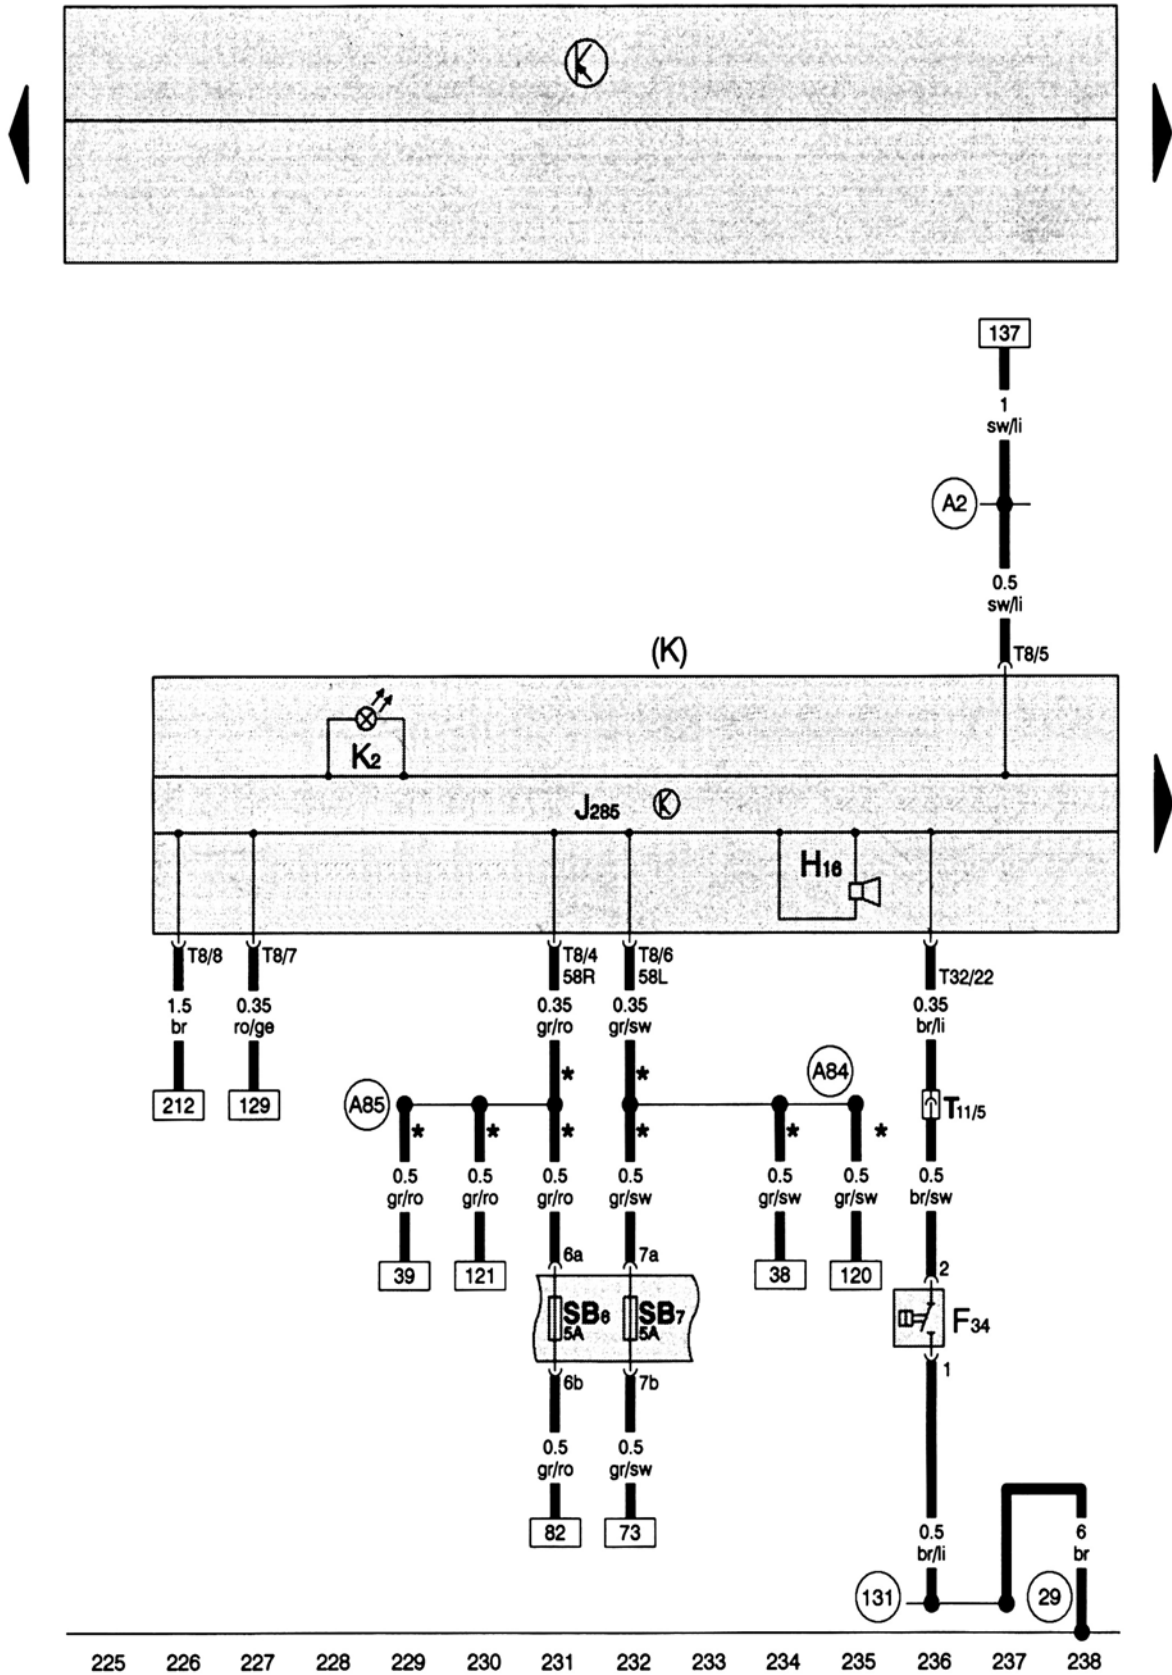 137
1
sw/li
A2
0.5
sw/li
(K)
T8/5
K2
J285
H16
T8/8 T8/7 T8/4 T8/6 T32/22
58R 58L
1.5 0.35 0.35 0.35 0.35
br ro/ge gr/ro gr/sw br/li
* *
A84
212 129 A85 T11/5
* * * * * *
0.5 0.5 0.5 0.5 0.5 0.5 0.5
gr/ro gr/ro gr/ro gr/sw gr/sw gr/sw br/sw
6a 7a
39 121 38 120 2
SB6 SB7 F34
5A 5A
6b 7b 1
0.5 0.5
gr/ro gr/sw
82 73 0.5 6
br/li br
131 29
225 226 227 228 229 230 231 232 233 234 235 236 237 238